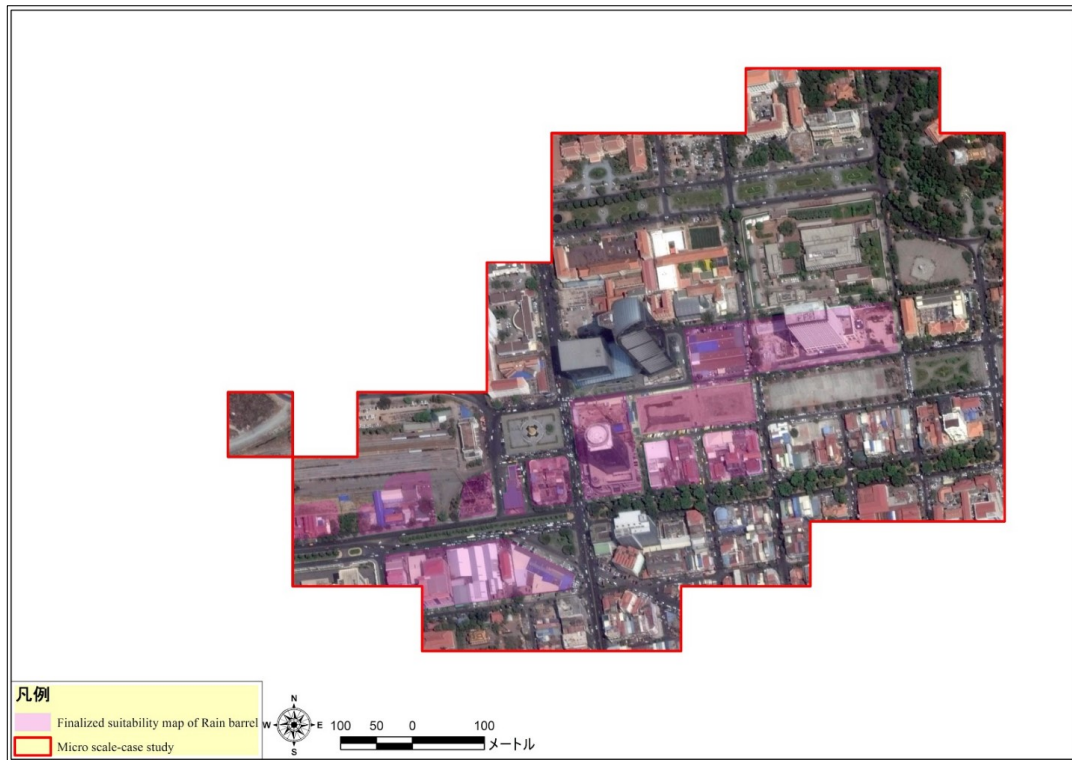 凡例
Finalized suitability map of Rain barrel
Micro scale-case study
N
W E
S
100 50 0 100
メートル